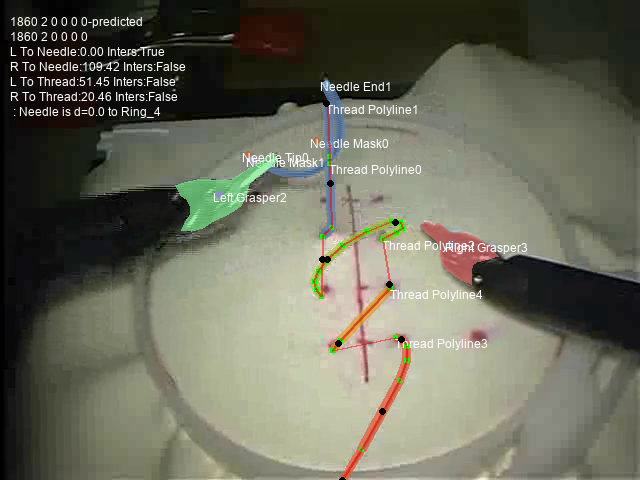 1860 2 0 0 0 0-predicted
1860 2 0 0 0 0
L To Needle:0.00 Inters:True
R To Needle:109.42 Inters:False
L To Thread:51.45 Inters:False
R To Thread:20.46 Inters:False
: Needle is d=0.0 to Ring_4
Needle End1
Thread Polyline1
Needle Mask0
Needle Tip0
Needle Mask1
Thread Polyline0
Left Grasper2
Thread Polyline2
Right Grasper3
Thread Polyline4
Thread Polyline3